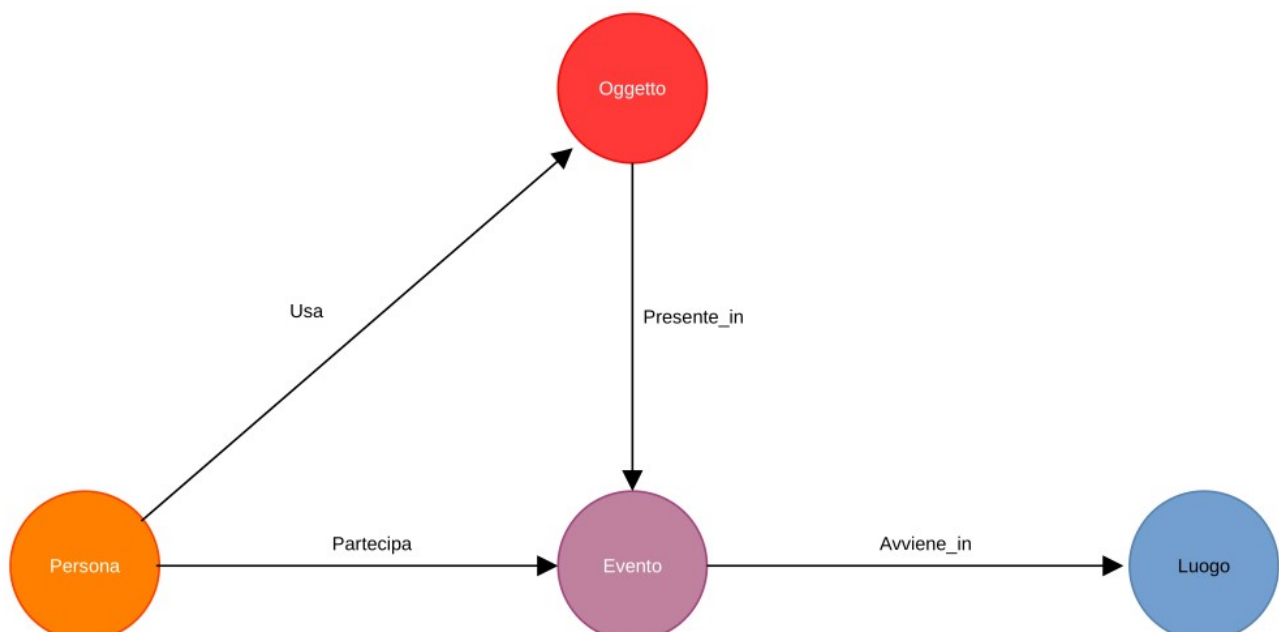 Oggetto
Usa
Presente_in
Persona
Partecipa
Evento
Avviene_in
Luogo